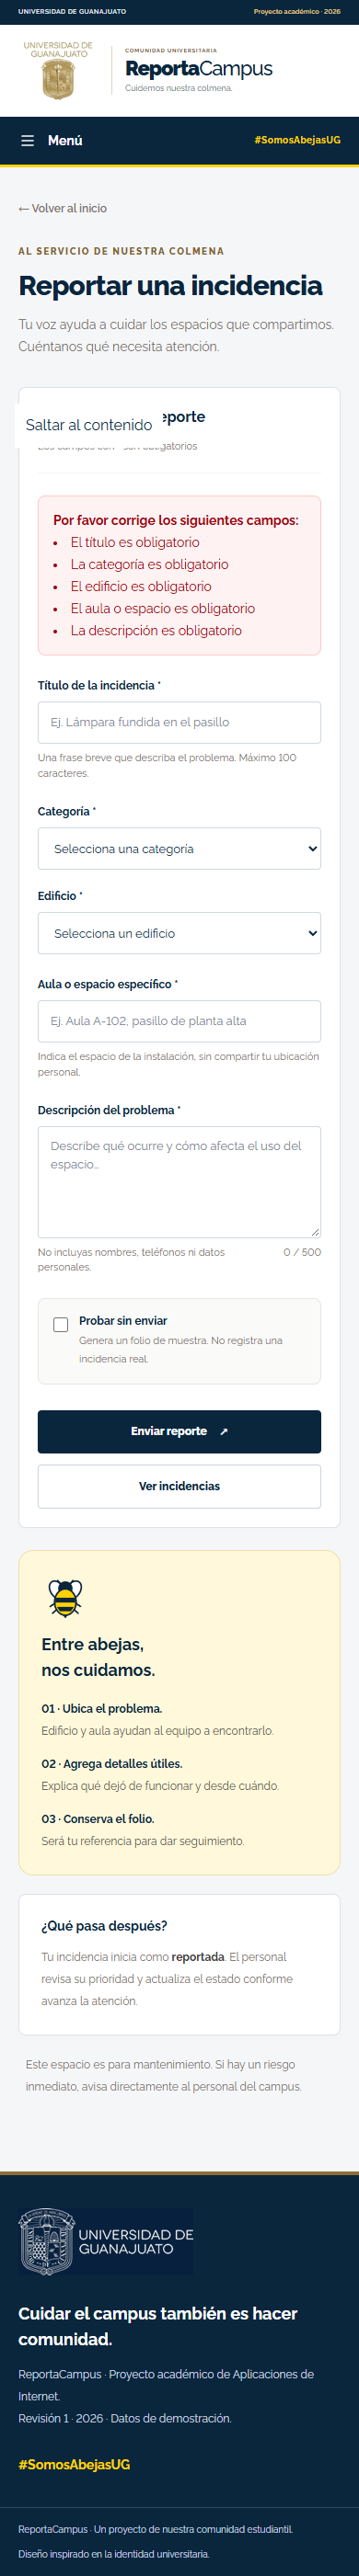 UNIVERSIDAD DE GUANAJUATO
Proyecto académico · 2026
UNIVERSIDAD DE
GUANAJUATO
COMUNIDAD UNIVERSITARIA
ReportaCampus
Cuidemos nuestra colmena.
Menú
#SomosAbejasUG
← Volver al inicio
AL SERVICIO DE NUESTRA COLMENA
Reportar una incidencia
Tu voz ayuda a cuidar los espacios que compartimos.
Cuéntanos qué necesita atención.
Saltar al contenido
Por favor corrige los siguientes campos:
• El título es obligatorio
• La categoría es obligatorio
• El edificio es obligatorio
• El aula o espacio es obligatorio
• La descripción es obligatorio
Título de la incidencia *
Ej. Lámpara fundida en el pasillo
Una frase breve que describa el problema. Máximo 100
caracteres.
Categoría *
Selecciona una categoría
Edificio *
Selecciona un edificio
Aula o espacio específico *
Ej. Aula A-102, pasillo de planta alta
Indica el espacio de la instalación, sin compartir tu ubicación
personal.
Descripción del problema *
Describe qué ocurre y cómo afecta el uso del
espacio...
No incluyas nombres, teléfonos ni datos
personales.
0 / 500
Probar sin enviar
Genera un folio de muestra. No registra una
incidencia real.
Enviar reporte ↗
Ver incidencias
Entre abejas,
nos cuidamos.
01 · Ubica el problema.
Edificio y aula ayudan al equipo a encontrarlo.
02 · Agrega detalles útiles.
Explica qué dejó de funcionar y desde cuándo.
03 · Conserva el folio.
Será tu referencia para dar seguimiento.
¿Qué pasa después?
Tu incidencia inicia como reportada. El personal
revisa su prioridad y actualiza el estado conforme
avanza la atención.
Este espacio es para mantenimiento. Si hay un riesgo
inmediato, avisa directamente al personal del campus.
UNIVERSIDAD DE
GUANAJUATO
Cuidar el campus también es hacer
comunidad.
ReportaCampus · Proyecto académico de Aplicaciones de
Internet.
Revisión 1 · 2026 · Datos de demostración.
#SomosAbejasUG
ReportaCampus · Un proyecto de nuestra comunidad estudiantil.
Diseño inspirado en la identidad universitaria.